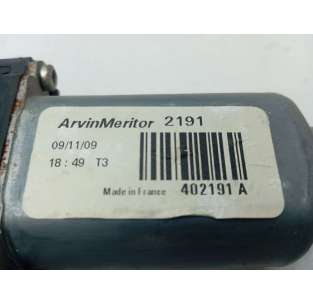 ArvinMeritor 2191
09/11/09
18:49 T3
Made in France 402191 A